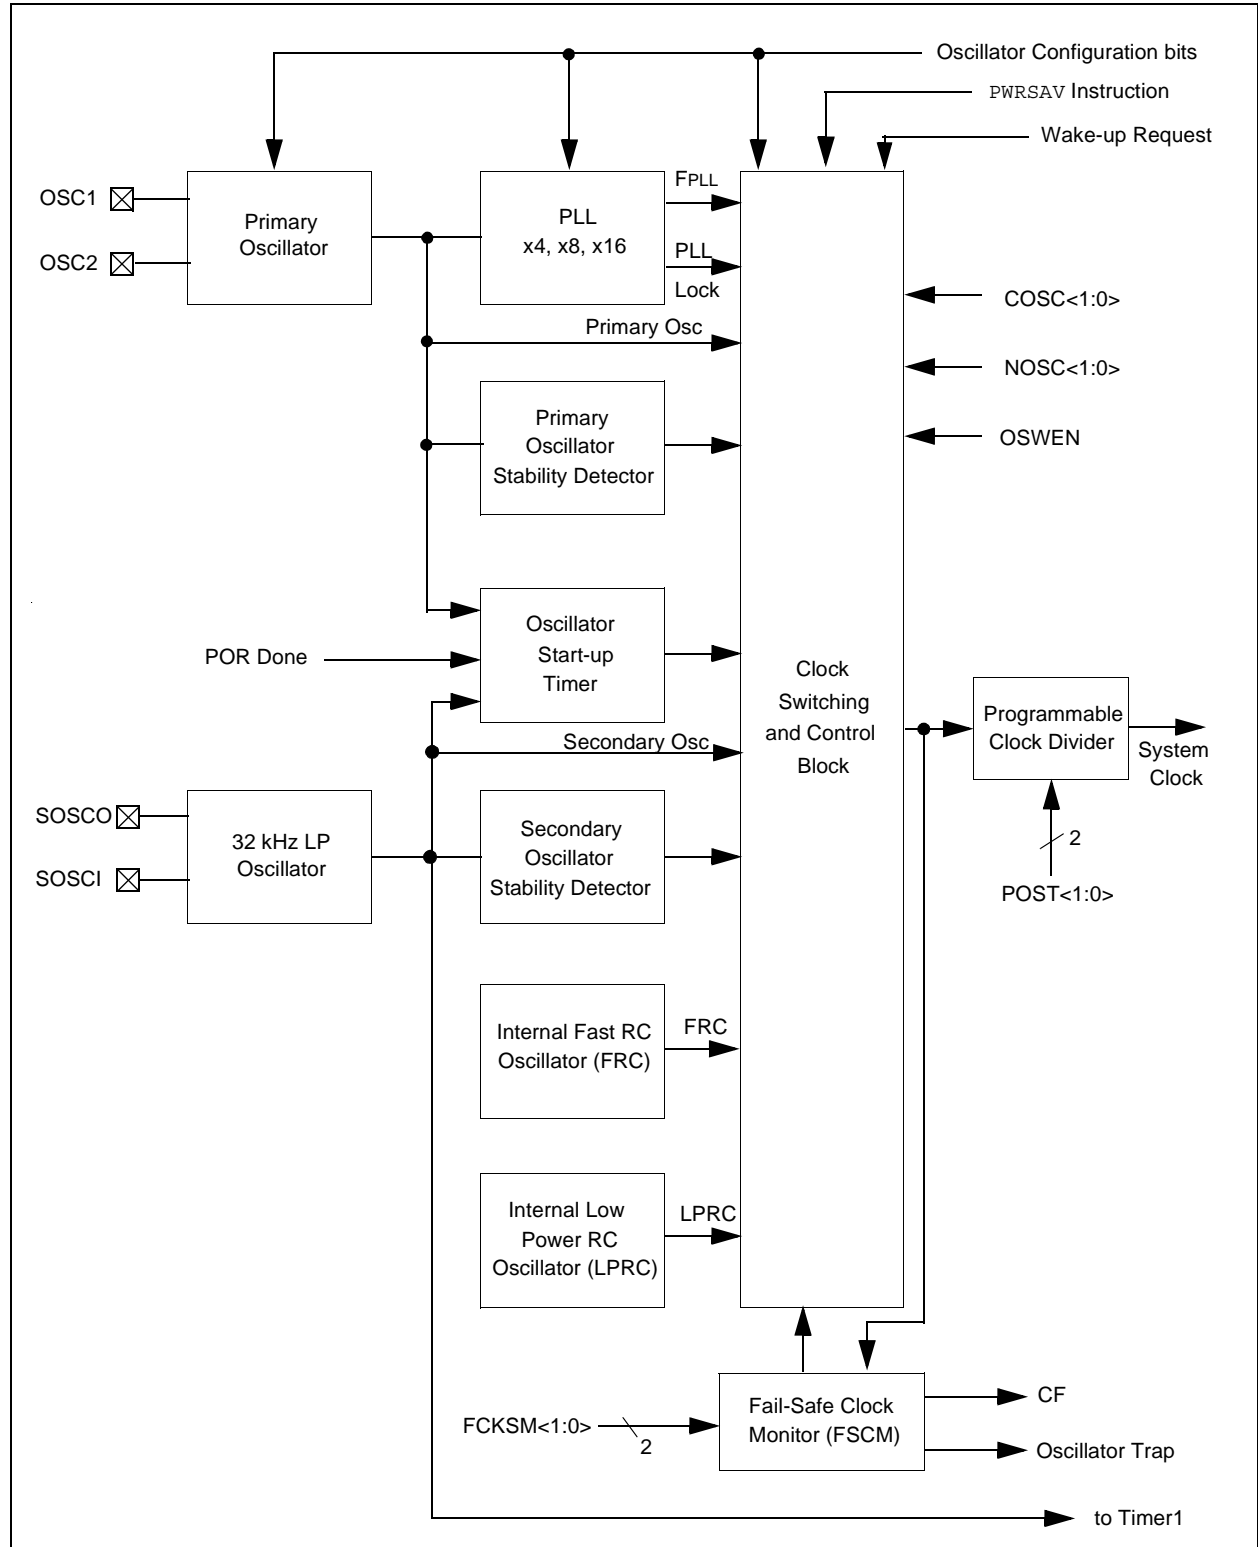 Oscillator Configuration bits
PWRSAV Instruction
Wake-up Request
OSC1
OSC2
Primary
Oscillator
PLL
x4, x8, x16
FPLL
PLL
Lock
COSC<1:0>
Primary Osc
NOSC<1:0>
Primary
Oscillator
Stability Detector
OSWEN
Oscillator
Start-up
Timer
POR Done
Clock
Switching
and Control
Block
Programmable
Clock Divider
System
Clock
Secondary Osc
SOSCO
SOSCI
32 kHz LP
Oscillator
Secondary
Oscillator
Stability Detector
2
POST<1:0>
Internal Fast RC
Oscillator (FRC)
FRC
Internal Low
Power RC
Oscillator (LPRC)
LPRC
FCKSM<1:0>
2
Fail-Safe Clock
Monitor (FSCM)
CF
Oscillator Trap
to Timer1